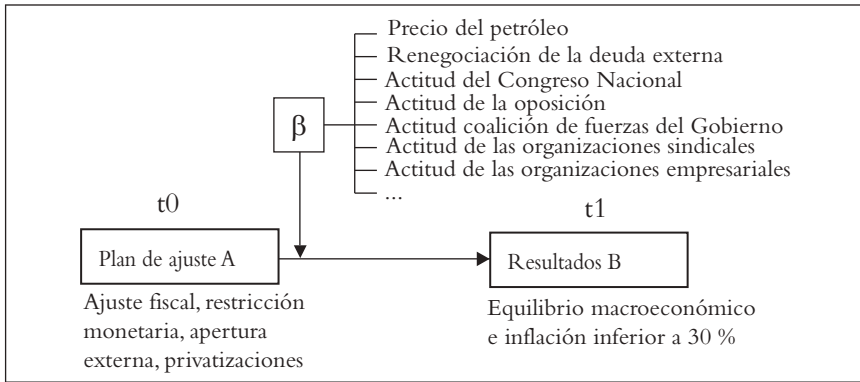 Precio del petróleo
Renegociación de la deuda externa
Actitud del Congreso Nacional
Actitud de la oposición
β
Actitud coalición de fuerzas del Gobierno
Actitud de las organizaciones sindicales
Actitud de las organizaciones empresariales
...
t0
t1
Plan de ajuste A
Resultados B
Ajuste fiscal, restricción
monetaria, apertura
externa, privatizaciones
Equilibrio macroeconómico
e inflación inferior a 30 %